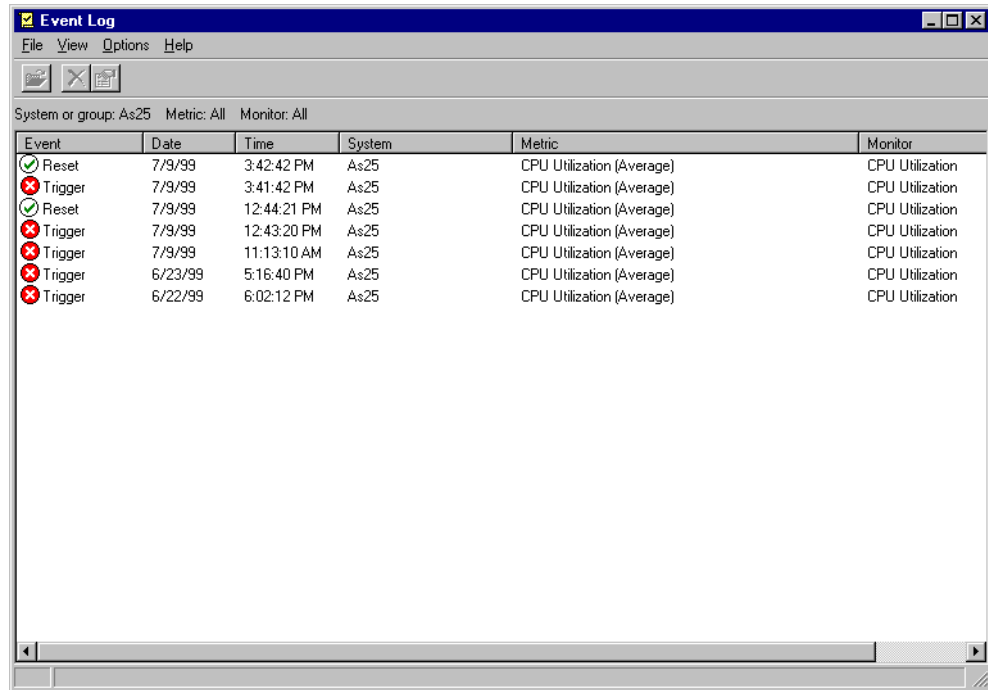 Event Log
File View Options Help
System or group: As25 Metric: All Monitor: All
Event Date Time System Metric Monitor
Reset 7/9/99 3:42:42 PM As25 CPU Utilization (Average) CPU Utilization
Trigger 7/9/99 3:41:42 PM As25 CPU Utilization (Average) CPU Utilization
Reset 7/9/99 12:44:21 PM As25 CPU Utilization (Average) CPU Utilization
Trigger 7/9/99 12:43:20 PM As25 CPU Utilization (Average) CPU Utilization
Trigger 7/9/99 11:13:10 AM As25 CPU Utilization (Average) CPU Utilization
Trigger 6/23/99 5:16:40 PM As25 CPU Utilization (Average) CPU Utilization
Trigger 6/22/99 6:02:12 PM As25 CPU Utilization (Average) CPU Utilization